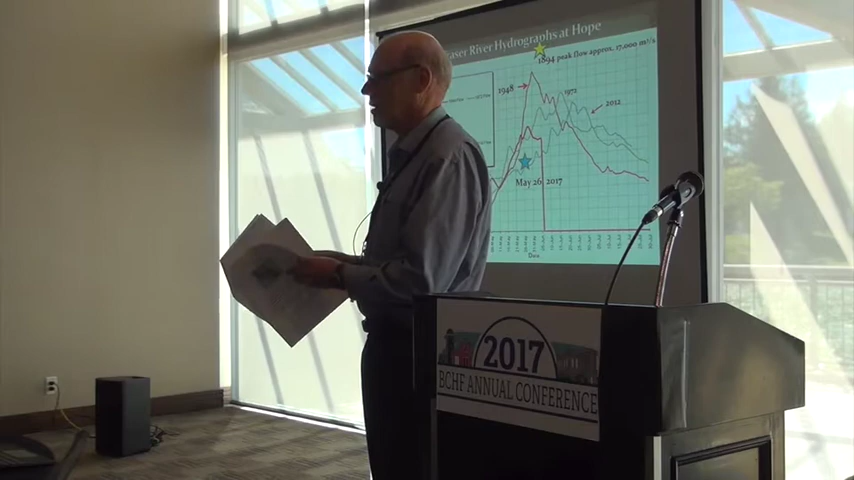 aser River Hydrographs at Hope
1894 peak flow approx, 17,000 m³/s
1948
1972
2012
May 26 2017
Date
2017
BCHF ANNUAL CONFERENCE